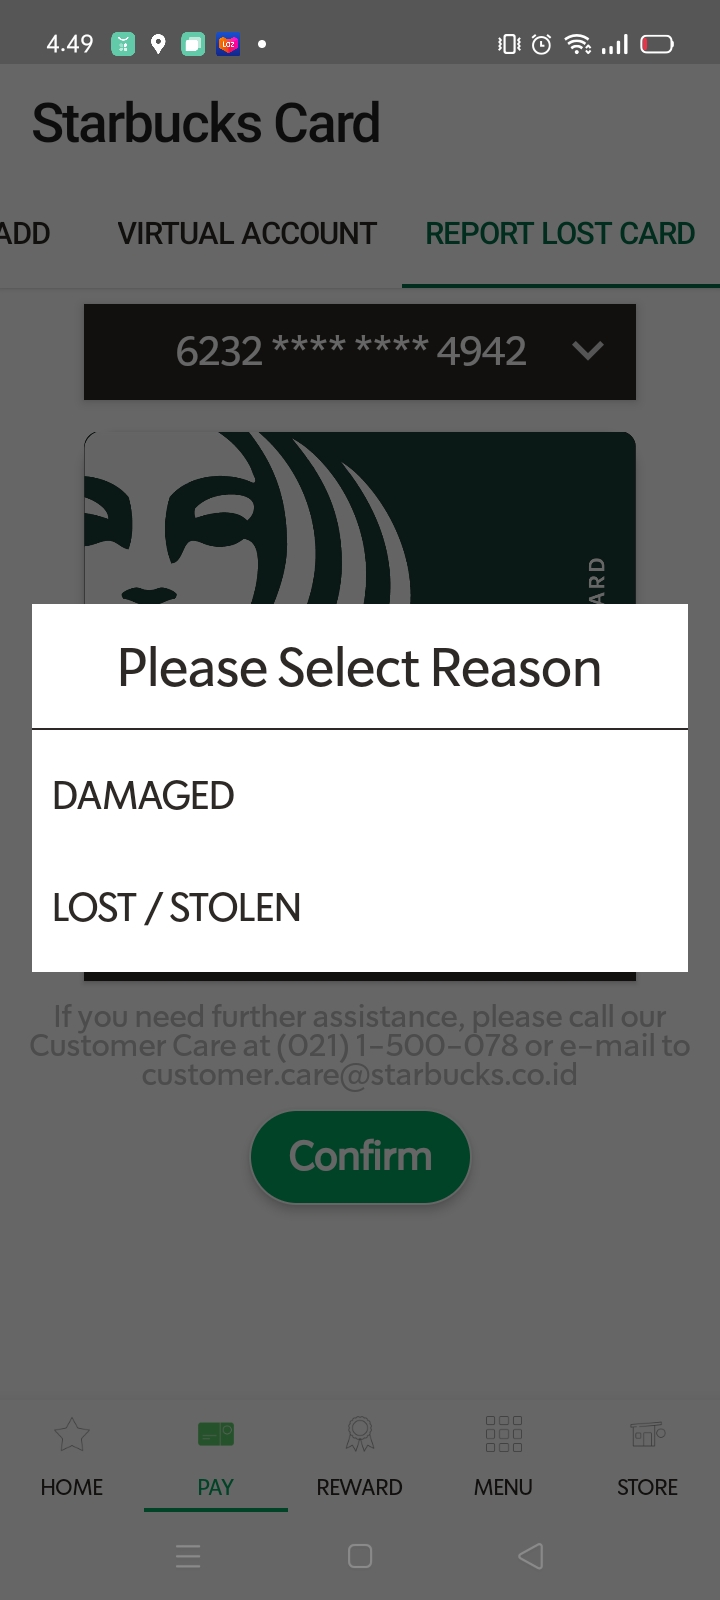 4.49
Starbucks Card
ADD VIRTUAL ACCOUNT REPORT LOST CARD
6232 **** **** 4942
ARD
Please Select Reason
DAMAGED
LOST / STOLEN
If you need further assistance, please call our
Customer Care at (021) 1-500-078 or e-mail to
customer.care@starbucks.co.id
Confirm
HOME PAY REWARD MENU STORE